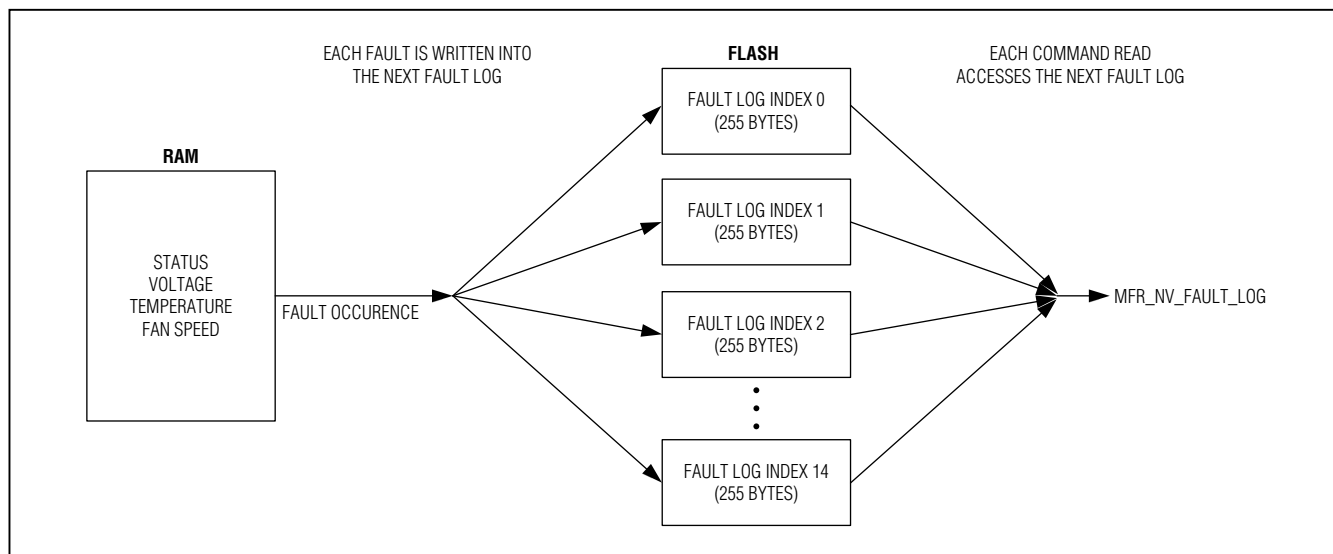 EACH FAULT IS WRITTEN INTO
THE NEXT FAULT LOG
FLASH
EACH COMMAND READ
ACCESSES THE NEXT FAULT LOG
FAULT LOG INDEX 0
(255 BYTES)
RAM
FAULT LOG INDEX 1
(255 BYTES)
STATUS
VOLTAGE
TEMPERATURE
FAN SPEED
FAULT OCCURENCE
MFR_NV_FAULT_LOG
FAULT LOG INDEX 2
(255 BYTES)
FAULT LOG INDEX 14
(255 BYTES)